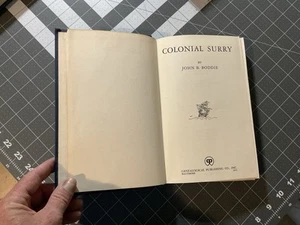 COLONIAL SURRY
BY
JOHN B. BODDIE
GENEALOGICAL PUBLISHING CO., INC.